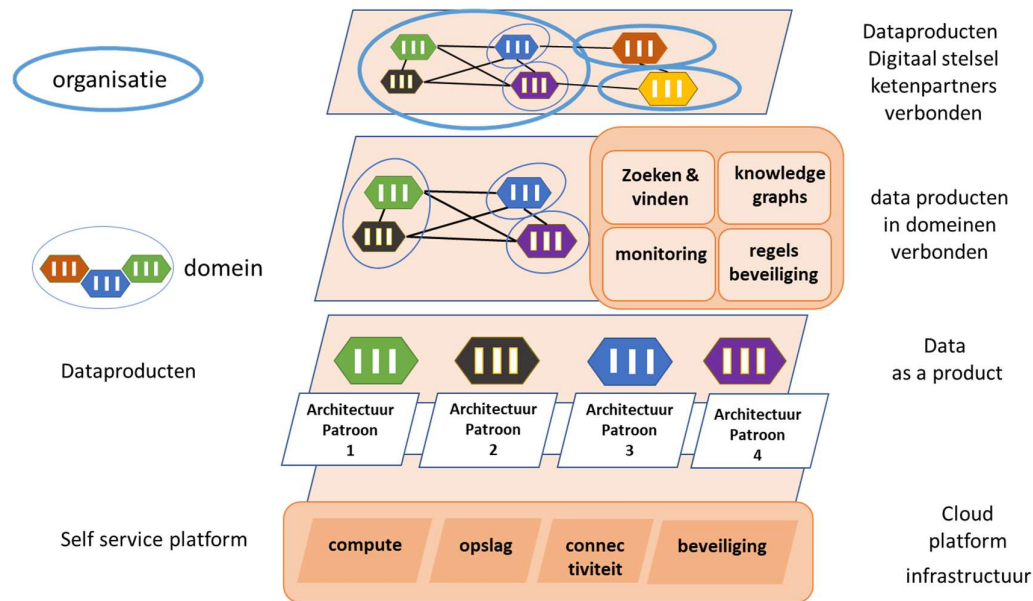 organisatie
Dataproducten
Digitaal stelsel
ketenpartners
verbonden
Zoeken &
vinden
knowledge
graphs
monitoring
regels
beveiliging
data producten
in domeinen
verbonden
domein
Dataproducten
Data
as a product
Architectuur
Patroon
1
Architectuur
Patroon
2
Architectuur
Patroon
3
Architectuur
Patroon
4
Self service platform
compute
opslag
connec
tiviteit
beveiliging
Cloud
platform
infrastructuur